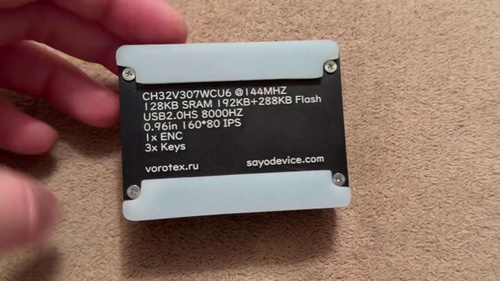 CH32V307WCU6 @144MHZ
128KB SRAM 192KB+288KB Flash
USB2.0HS 8000HZ
0.96in 160*80 IPS
1x ENC
3x Keys
vorotex.ru sayodevice.com